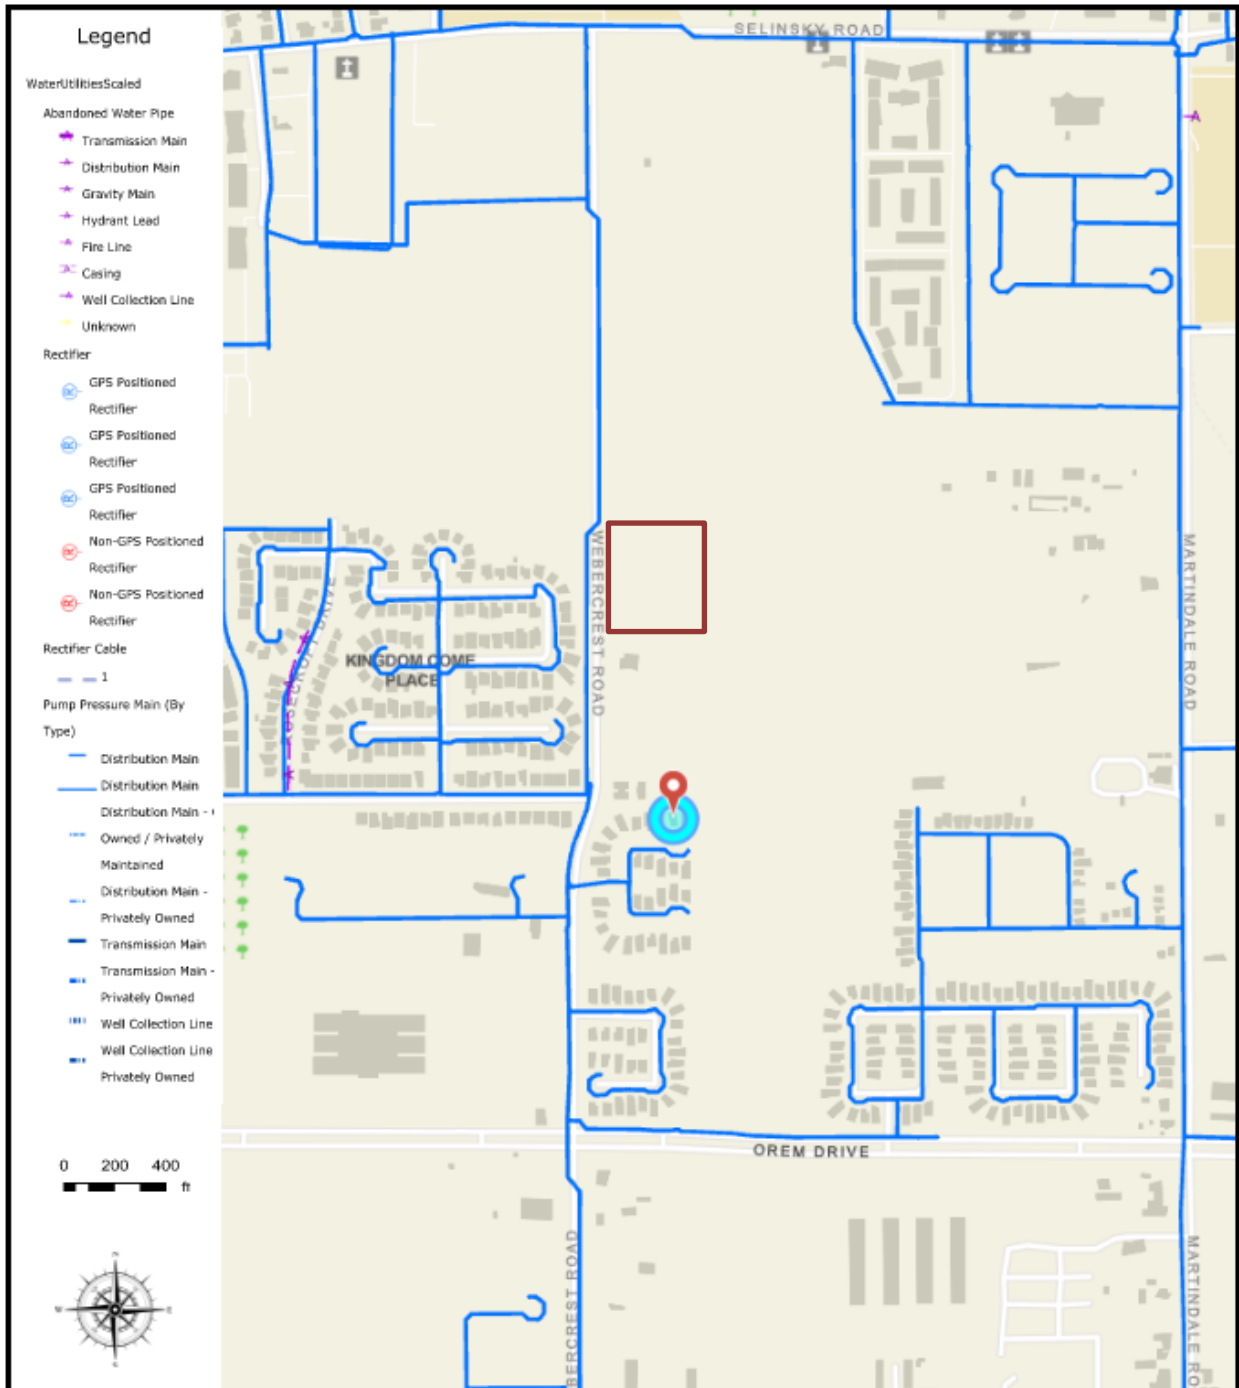 Legend
WaterUtilitiesScaled
Abandoned Water Pipe
Transmission Main
Distribution Main
Gravity Main
Hydrant Lead
Fire Line
Casing
Well Collection Line
Unknown
Rectifier
GPS Positioned
Rectifier
GPS Positioned
Rectifier
GPS Positioned
Rectifier
Non-GPS Positioned
Rectifier
Non-GPS Positioned
Rectifier
Rectifier Cable
1
Pump Pressure Main (By
Type)
Distribution Main
Distribution Main
Distribution Main -
Owned / Privately
Maintained
Distribution Main -
Privately Owned
Transmission Main
Transmission Main -
Privately Owned
Well Collection Line
Well Collection Line
Privately Owned
0 200 400
ft
SELINSKY ROAD
A
WEBERCREST ROAD
MARTINDALE ROAD
DRIVE
KINGDOM COME
PLACE
OREM DRIVE
BERCREST ROAD
MARTINDALE RO